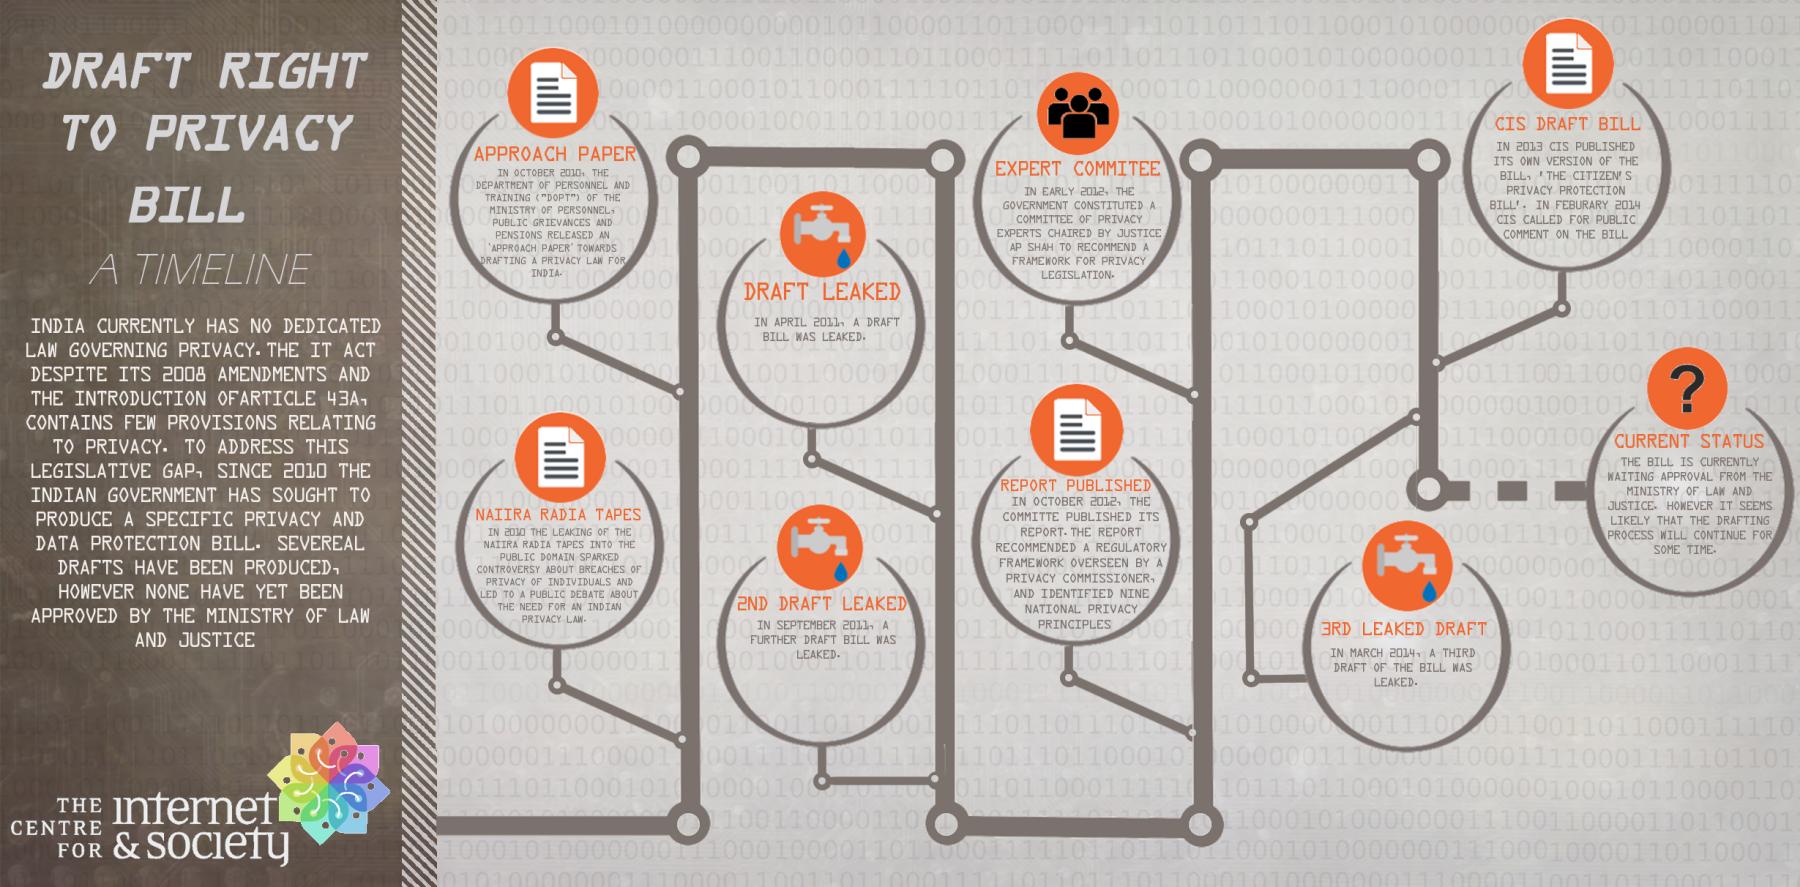 DRAFT RIGHT
TO PRIVACY
BILL
A TIMELINE
INDIA CURRENTLY HAS NO DEDICATED
LAW GOVERNING PRIVACY. THE IT ACT
DESPITE ITS 2008 AMENDMENTS AND
THE INTRODUCTION OFARTICLE 43A,
CONTAINS FEW PROVISIONS RELATING
TO PRIVACY. TO ADDRESS THIS
LEGISLATIVE GAP, SINCE 2010 THE
INDIAN GOVERNMENT HAS SOUGHT TO
PRODUCE A SPECIFIC PRIVACY AND
DATA PROTECTION BILL. SEVEREAL
DRAFTS HAVE BEEN PRODUCED,
HOWEVER NONE HAVE YET BEEN
APPROVED BY THE MINISTRY OF LAW
AND JUSTICE
THE CENTRE FOR
internet
& society
APPROACH PAPER
IN OCTOBER 2010, THE
DEPARTMENT OF PERSONNEL AND
TRAINING ("DOPT") OF THE
MINISTRY OF PERSONNEL,
PUBLIC GRIEVANCES AND
PENSIONS RELEASED AN
'APPROACH PAPER' TOWARDS
DRAFTING A PRIVACY LAW FOR
INDIA.
NAIIRA RADIA TAPES
IN 2010 THE LEAKING OF THE
NAIIRA RADIA TAPES INTO THE
PUBLIC DOMAIN SPARKED
CONTROVERSY ABOUT BREACHES OF
PRIVACY OF INDIVIDUALS AND
LED TO A PUBLIC DEBATE ABOUT
THE NEED FOR AN INDIAN
PRIVACY LAW.
DRAFT LEAKED
IN APRIL 2011, A DRAFT
BILL WAS LEAKED.
2ND DRAFT LEAKED
IN SEPTEMBER 2011, A
FURTHER DRAFT BILL WAS
LEAKED.
EXPERT COMMITEE
IN EARLY 2012, THE
GOVERNMENT CONSTITUTED A
COMMITTEE OF PRIVACY
EXPERTS CHAIRED BY JUSTICE
AP SHAH TO RECOMMEND A
FRAMEWORK FOR PRIVACY
LEGISLATION.
REPORT PUBLISHED
IN OCTOBER 2012, THE
COMMITTE PUBLISHED ITS
REPORT. THE REPORT
RECOMMENDED A REGULATORY
FRAMEWORK OVERSEEN BY A
PRIVACY COMMISSIONER,
AND IDENTIFIED NINE
NATIONAL PRIVACY
PRINCIPLES
CIS DRAFT BILL
IN 2013 CIS PUBLISHED
ITS OWN VERSION OF THE
BILL, 'THE CITIZEN'S
PRIVACY PROTECTION
BILL'. IN FEBURARY 2014
CIS CALLED FOR PUBLIC
COMMENT ON THE BILL
3RD LEAKED DRAFT
IN MARCH 2014, A THIRD
DRAFT OF THE BILL WAS
LEAKED.
?
CURRENT STATUS
THE BILL IS CURRENTLY
WAITING APPROVAL FROM THE
MINISTRY OF LAW AND
JUSTICE. HOWEVER IT SEEMS
LIKELY THAT THE DRAFTING
PROCESS WILL CONTINUE FOR
SOME TIME.